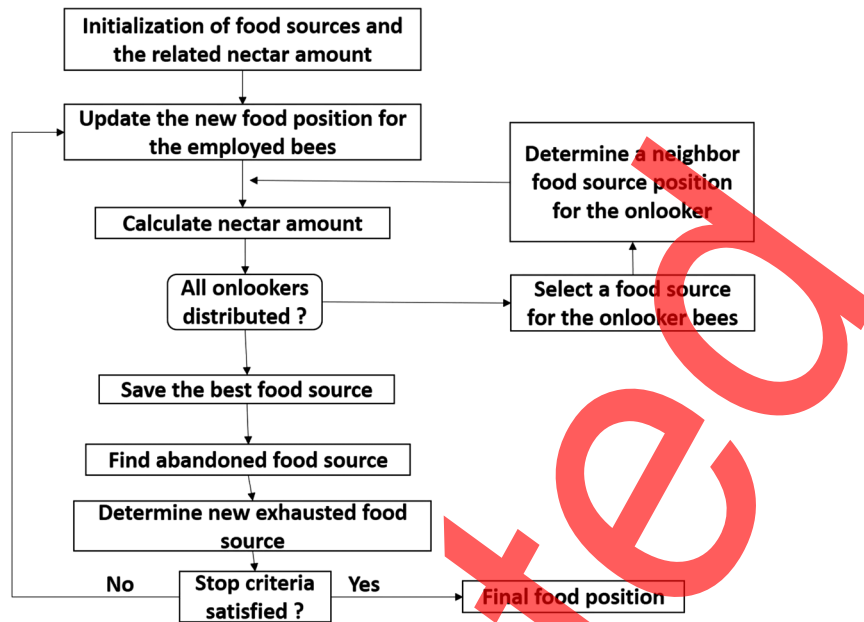 Initialization of food sources and
the related nectar amount
Update the new food position for
the employed bees
Determine a neighbor
food source position
for the onlooker
Calculate nectar amount
All onlookers
distributed ?
Select a food source
for the onlooker bees
Save the best food source
Find abandoned food source
Determine new exhausted food
source
No
Stop criteria
satisfied ?
Yes
Final food position
ted